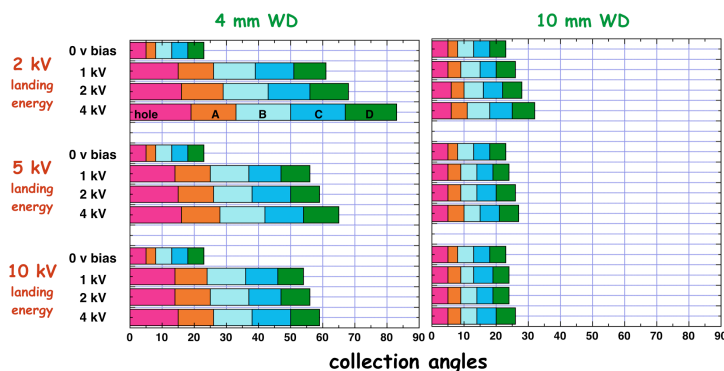 4 mm WD
10 mm WD
2 kV
landing
energy
0 v bias
1 kV
2 kV
4 kV
hole A B C D
5 kV
landing
energy
0 v bias
1 kV
2 kV
4 kV
10 kV
landing
energy
0 v bias
1 kV
2 kV
4 kV
0 10 20 30 40 50 60 70 80 90
0 10 20 30 40 50 60 70 80 90
collection angles